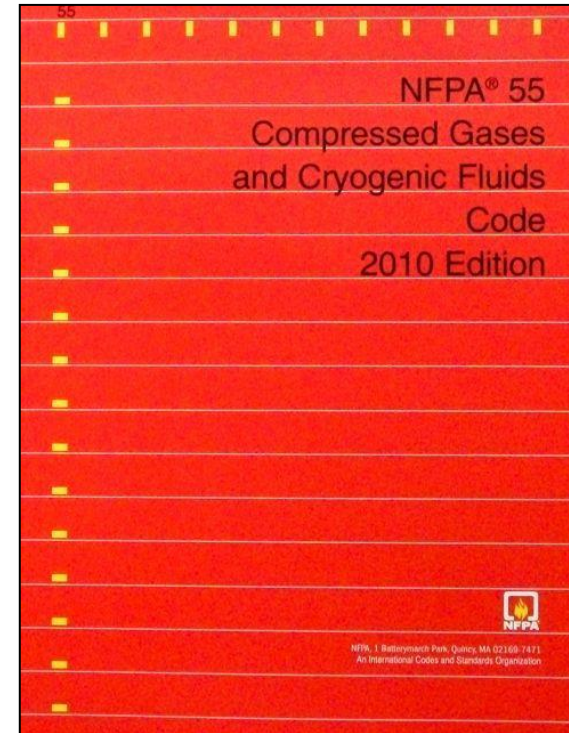 55
NFPA® 55
Compressed Gases
and Cryogenic Fluids
Code
2010 Edition
NFPA
NFPA, 1 Batterymarch Park, Quincy, MA 02169-7471
An International Codes and Standards Organization